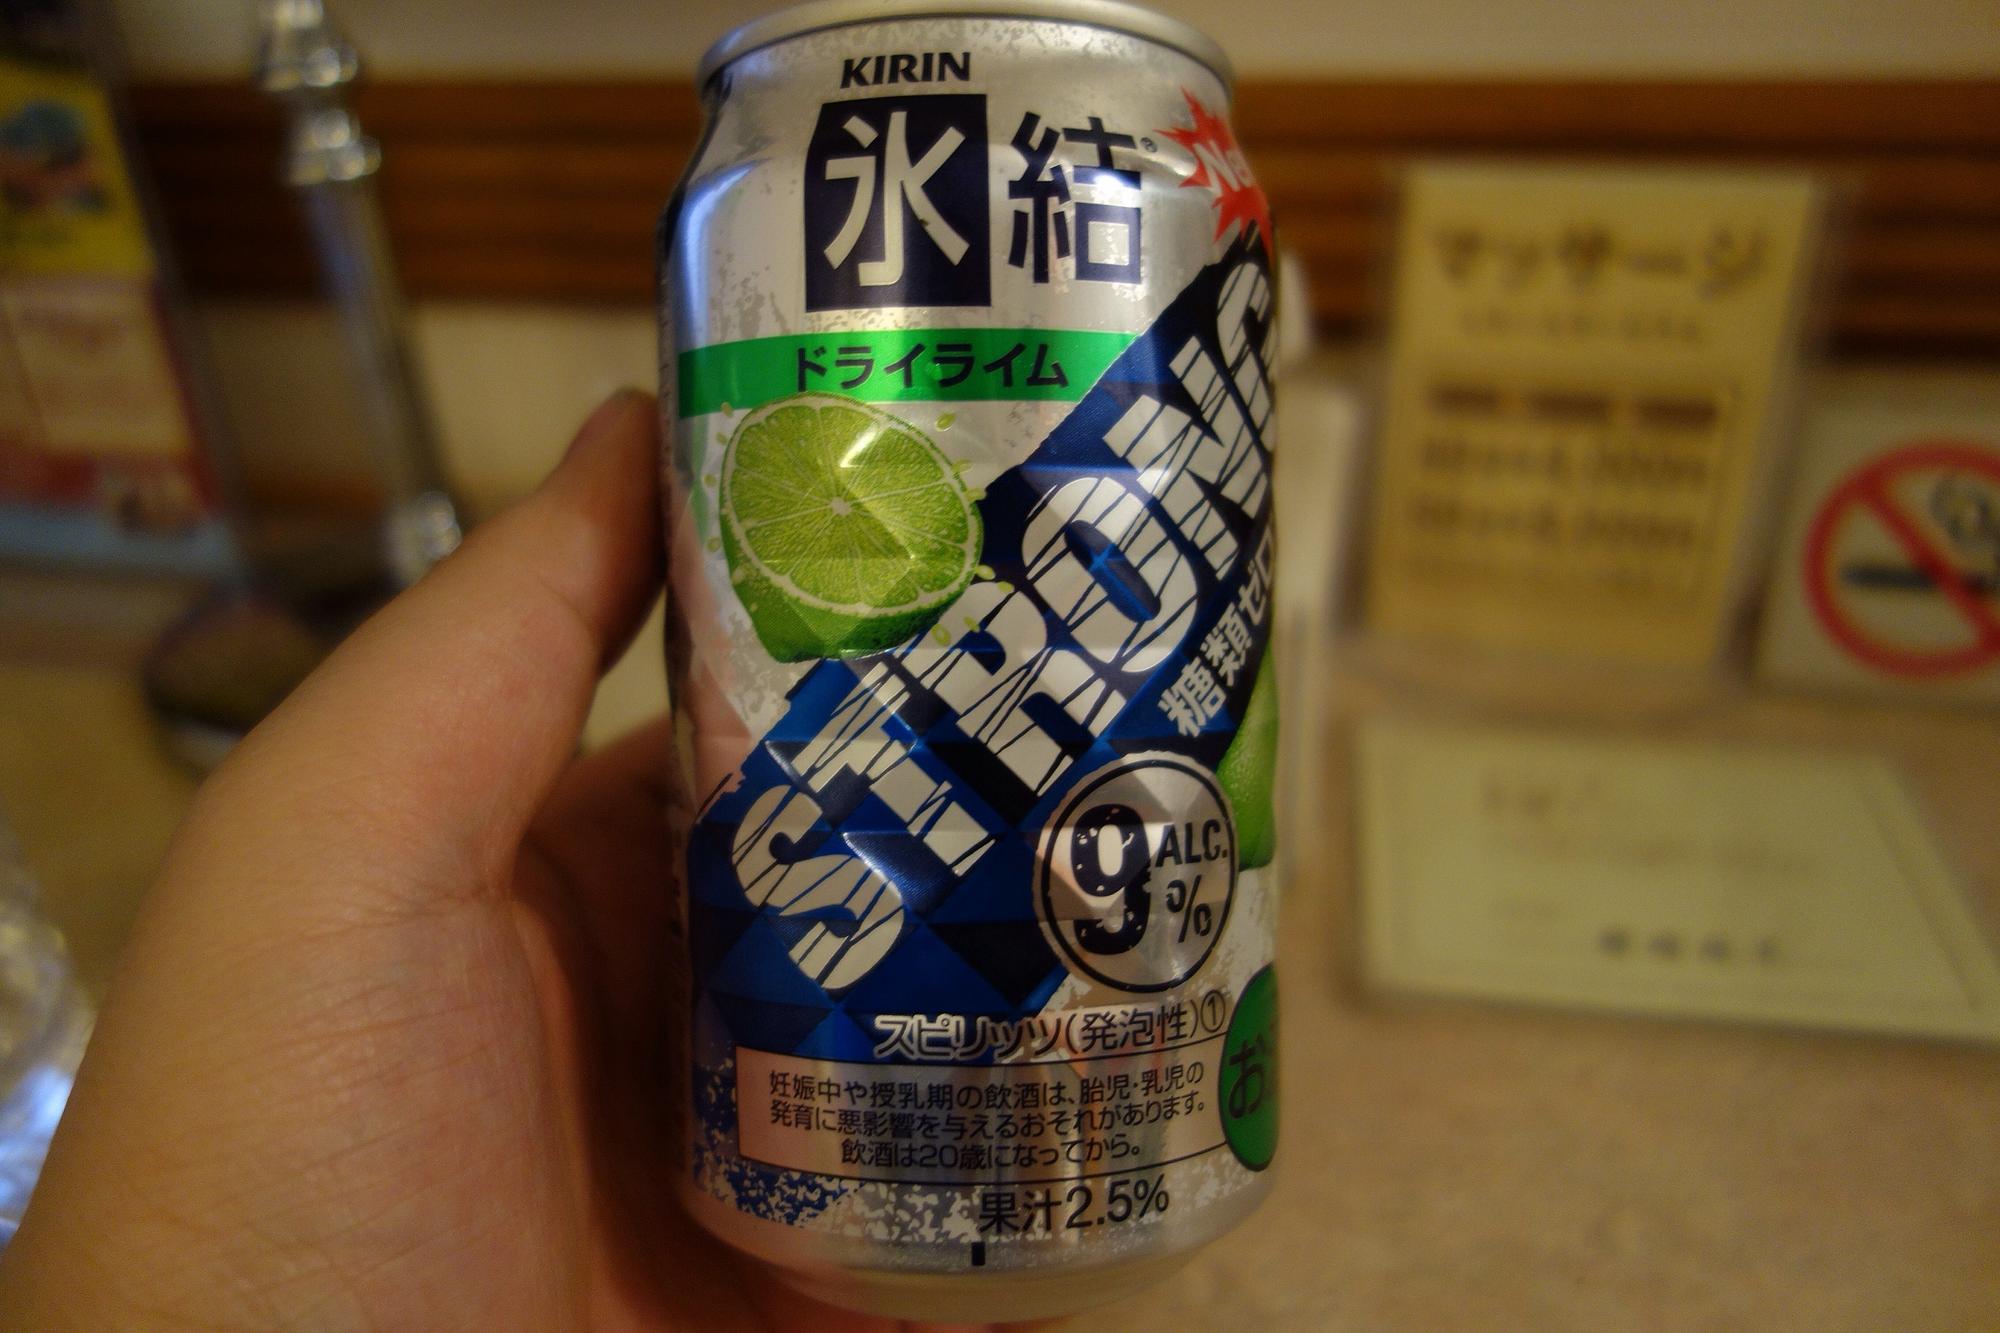 KIRIN
氷結®
New
ドライライム
STRONG
糖類ゼロ
9
ALC.
%
スピリッツ(発泡性)①
妊娠中や授乳期の飲酒は、胎児・乳児の
発育に悪影響を与えるおそれがあります。
飲酒は20歳になってから。
お
果汁2.5%
マッサージ